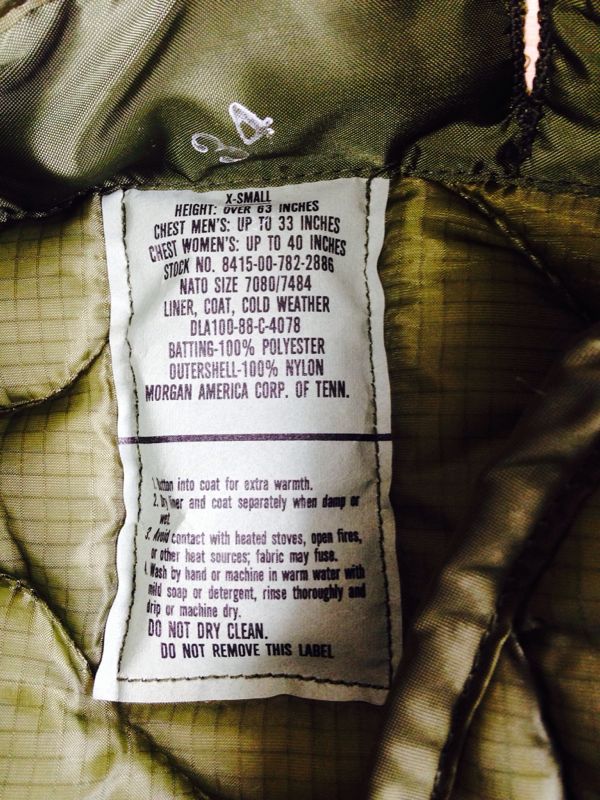 34
X-SMALL
HEIGHT: OVER 63 INCHES
CHEST MEN'S: UP TO 33 INCHES
CHEST WOMEN'S: UP TO 40 INCHES
STOCK NO. 8415-00-782-2886
NATO SIZE 7080/7484
LINER, COAT, COLD WEATHER
DLA100-88-C-4078
BATTING-100% POLYESTER
OUTERSHELL-100% NYLON
MORGAN AMERICA CORP. OF TENN.
1. Button into coat for extra warmth.
2. Dry liner and coat separately when damp or
wet.
3. Avoid contact with heated stoves, open fires,
or other heat sources; fabric may fuse.
4. Wash by hand or machine in warm water with
mild soap or detergent, rinse thoroughly and
drip or machine dry.
DO NOT DRY CLEAN.
DO NOT REMOVE THIS LABEL